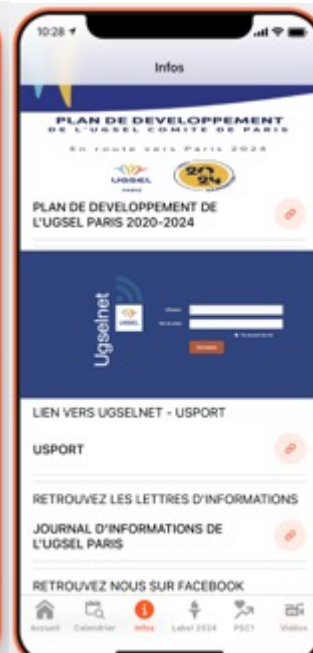 10:28
Infos
PLAN DE DEVELOPPEMENT
DE L'UGSEL COMITE DE PARIS
En route vers Paris 2024
UGSEL
PARIS
2024
PLAN DE DEVELOPPEMENT DE
L'UGSEL PARIS 2020-2024
Ugselnet
UGSEL
LIEN VERS UGSELNET - USPORT
USPORT
RETROUVEZ LES LETTRES D'INFORMATIONS
JOURNAL D'INFORMATIONS DE
L'UGSEL PARIS
RETROUVEZ NOUS SUR FACEBOOK
Accueil
Calendrier
Infos
Label 2024
PSC1
Vidéos